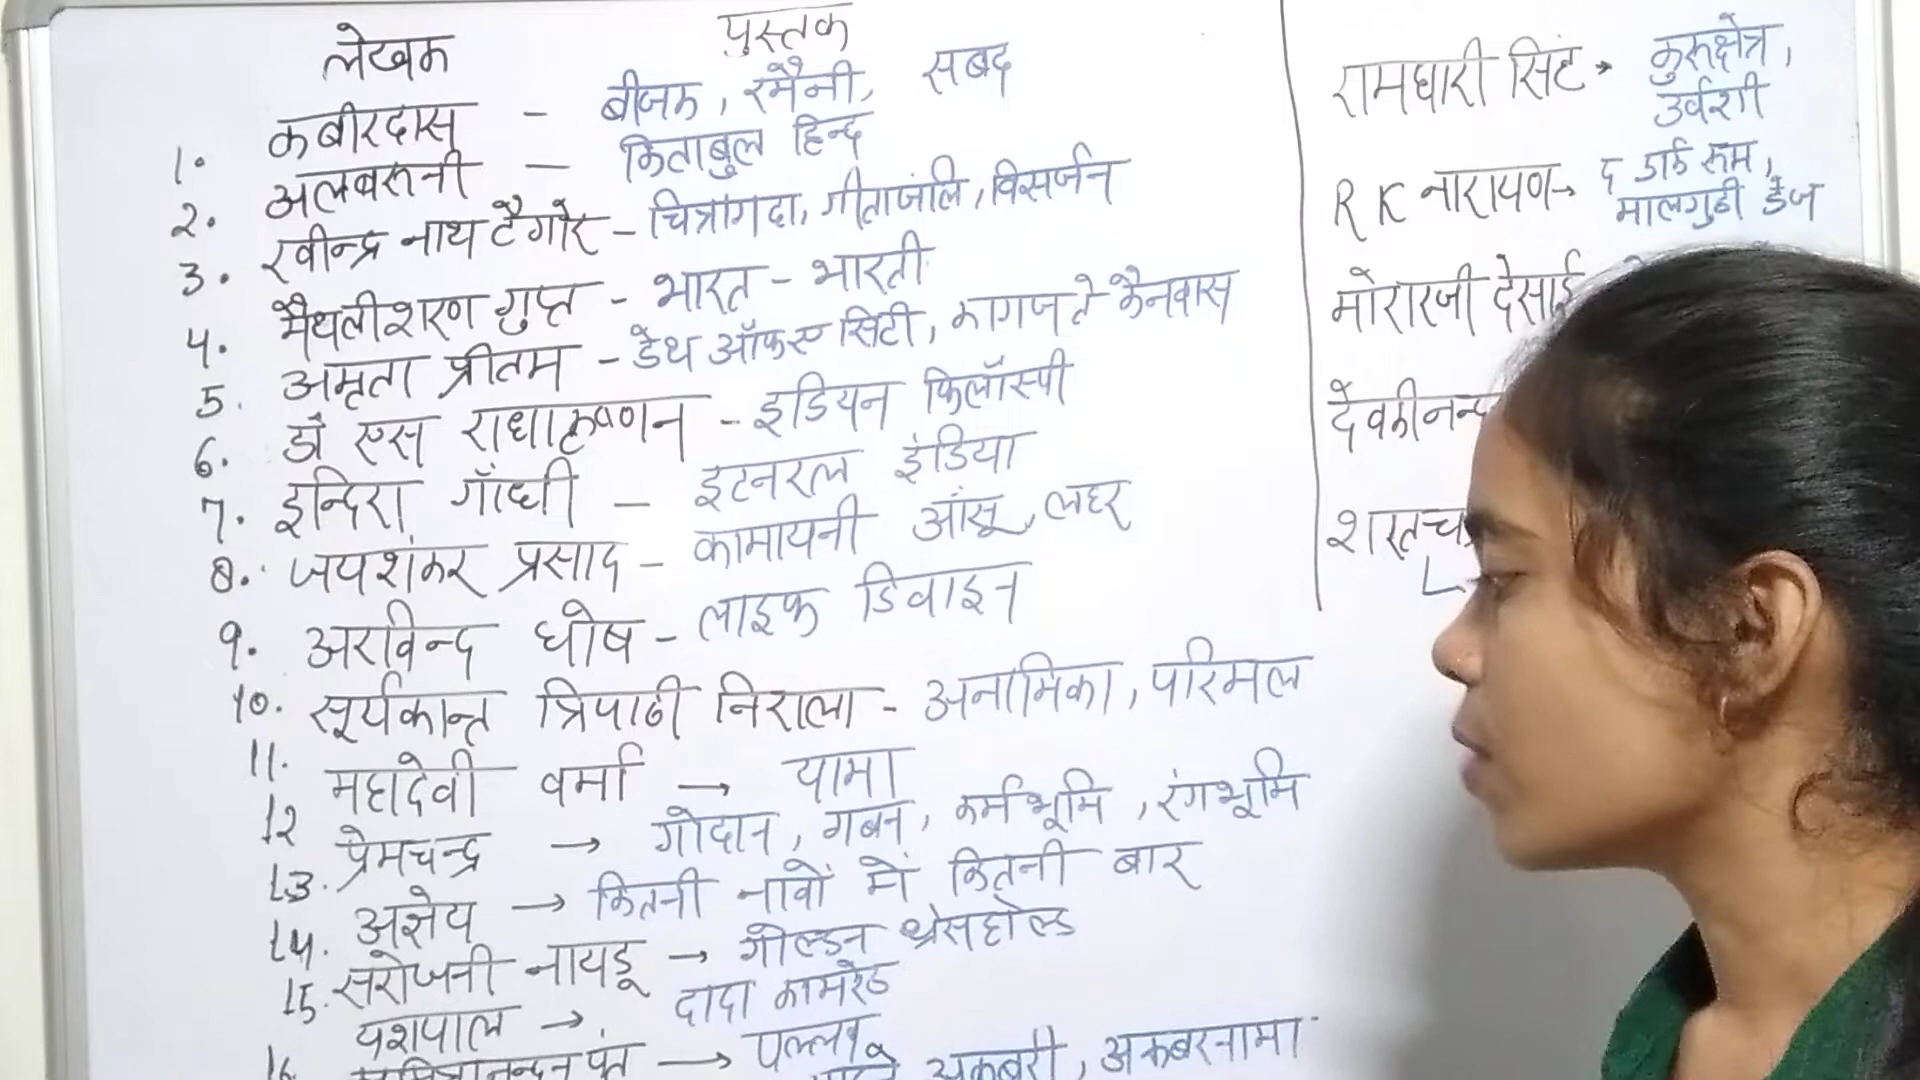 लेखक पुस्तक
1. कबीरदास - बीजक, रमैनी, सबद
2. अलबरूनी - किताबुल हिन्द
3. रवीन्द्र नाथ टैगोर - चित्रांगदा, गीतांजलि, विसर्जन
4. मैथलीशरण गुप्त - भारत - भारती
5. अमृता प्रीतम - डेथ ऑफ ए सिटी, कागज ते कैनवास
6. डॉ एस राधाकृष्णन - इडियन फिलॉस्पी
7. इन्दिरा गाँधी - इटनरल इंडिया
8. जयशंकर प्रसाद - कामायनी आँसू, लहर
9. अरविन्द घोष - लाइफ डिवाइन
10. सूर्यकान्त त्रिपाठी निराला - अनामिका, परिमल
11. महादेवी वर्मा → यामा
12 प्रेमचन्द्र → गोदान, गबन, कर्मभूमि, रंगभूमि
13. अज्ञेय → कितनी नावों में कितनी बार
14. सरोजनी नायडू → गोल्डन थ्रेसहोल्ड
15. यशपाल → दादा कामरेड
16. पंत → पल्लव
अकबरी, अकबरनामा
रामधारी सिंह → कुरुक्षेत्र,
उर्वशी
R K नारायण → द डार्क रूम,
मालगुडी डेज
मोरारजी देसाई